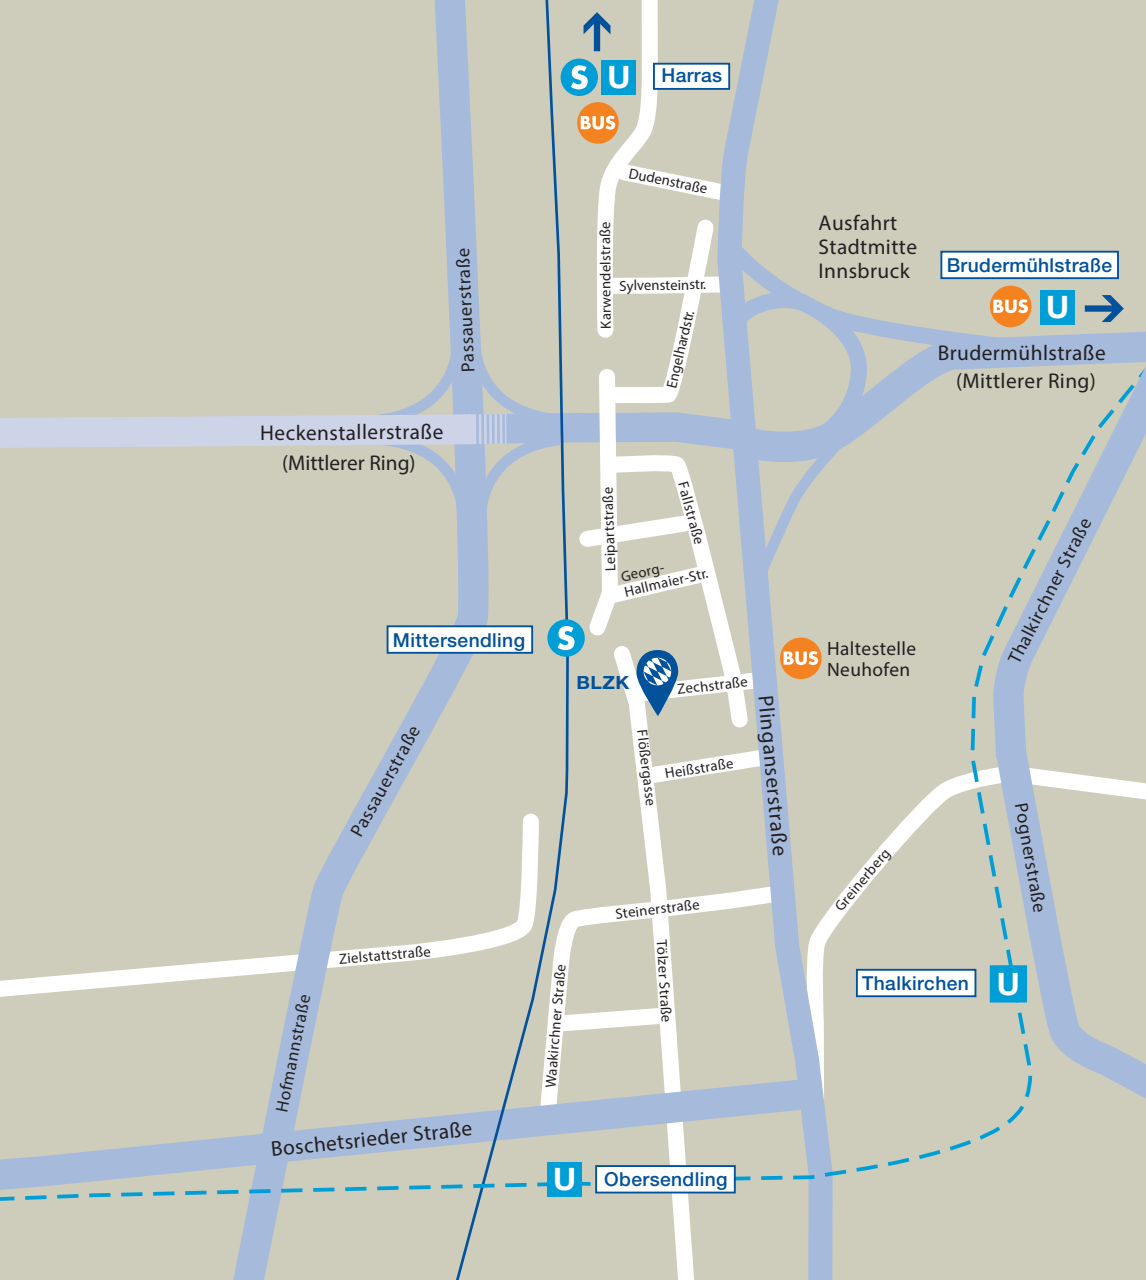 S U
Harras
BUS
Dudenstraße
Karwendelstraße
Ausfahrt
Stadtmitte
Innsbruck
Brudermühlstraße
BUS U
Passauerstraße
Sylvensteinstr.
Engelhardstr.
Brudermühlstraße
(Mittlerer Ring)
Heckenstallerstraße
(Mittlerer Ring)
Leipartstraße
Fallstraße
Georg-
Hallmaier-Str.
Thalkirchner Straße
Mittersendling
S
BUS
Haltestelle
Neuhofen
BLZK
Zechstraße
Plinganserstraße
Flößergasse
Heißstraße
Passauerstraße
Pognerstraße
Greinerberg
Steinerstraße
Zielstattstraße
Tölzer Straße
Waakirchner Straße
Thalkirchen
U
Hofmannstraße
Boschetsrieder Straße
U
Obersendling